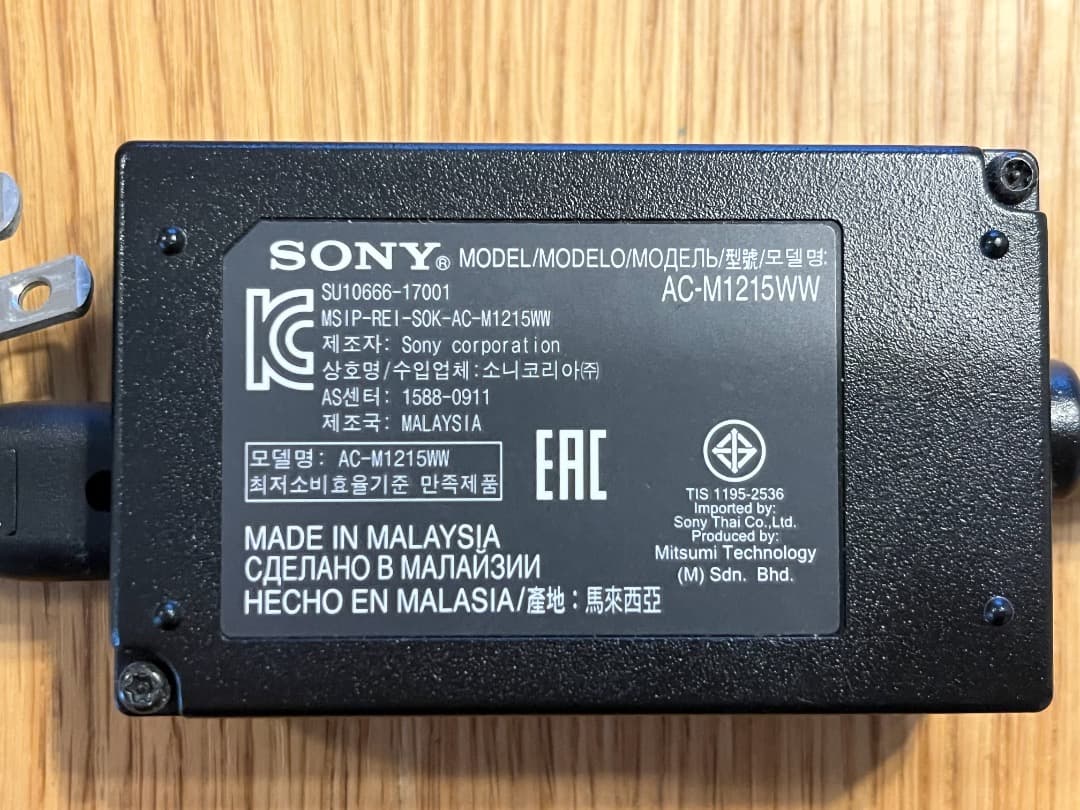 SONY® MODEL/MODELO/МОДЕЛЬ/型號/모델명:
AC-M1215WW
SU10666-17001
MSIP-REI-SOK-AC-M1215WW
제조자: Sony corporation
상호명/수입업체:소니코리아㈜
AS센터: 1588-0911
제조국: MALAYSIA
모델명: AC-M1215WW
최저소비효율기준 만족제품
EAC
TIS 1195-2536
Imported by:
Sony Thai Co.,Ltd.
Produced by:
Mitsumi Technology
(M) Sdn. Bhd.
MADE IN MALAYSIA
СДЕЛАНО В МАЛАЙЗИИ
HECHO EN MALASIA/產地：馬來西亞